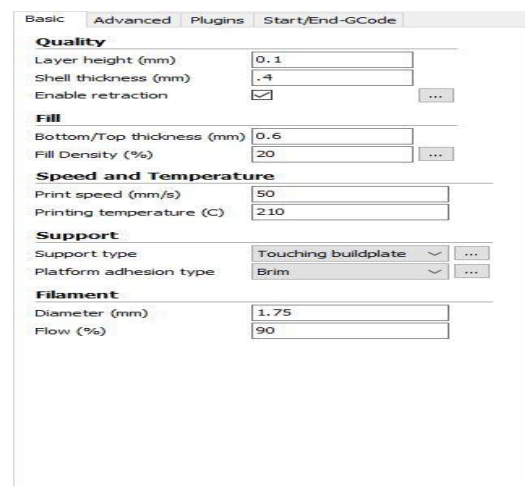 Basic Advanced Plugins Start/End-GCode
Quality
Layer height (mm) 0.1
Shell thickness (mm) .4
Enable retraction ...
Fill
Bottom/Top thickness (mm) 0.6
Fill Density (%) 20 ...
Speed and Temperature
Print speed (mm/s) 50
Printing temperature (C) 210
Support
Support type Touching buildplate ...
Platform adhesion type Brim ...
Filament
Diameter (mm) 1.75
Flow (%) 90